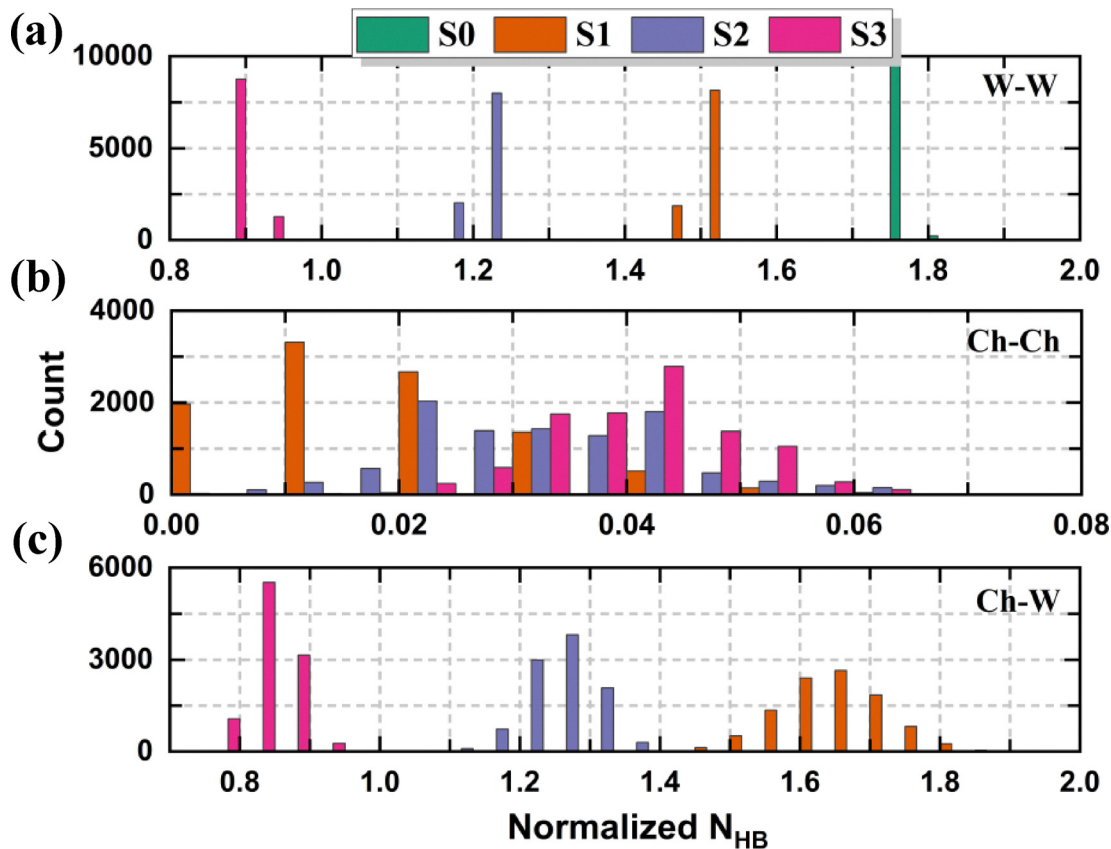 (a)
S0 S1 S2 S3
10000
W-W
5000
0
0.8 1.0 1.2 1.4 1.6 1.8 2.0
(b)
4000
Ch-Ch
2000
0
0.00 0.02 0.04 0.06 0.08
Count
(c)
6000
Ch-W
3000
0
0.8 1.0 1.2 1.4 1.6 1.8 2.0
Normalized N_HB